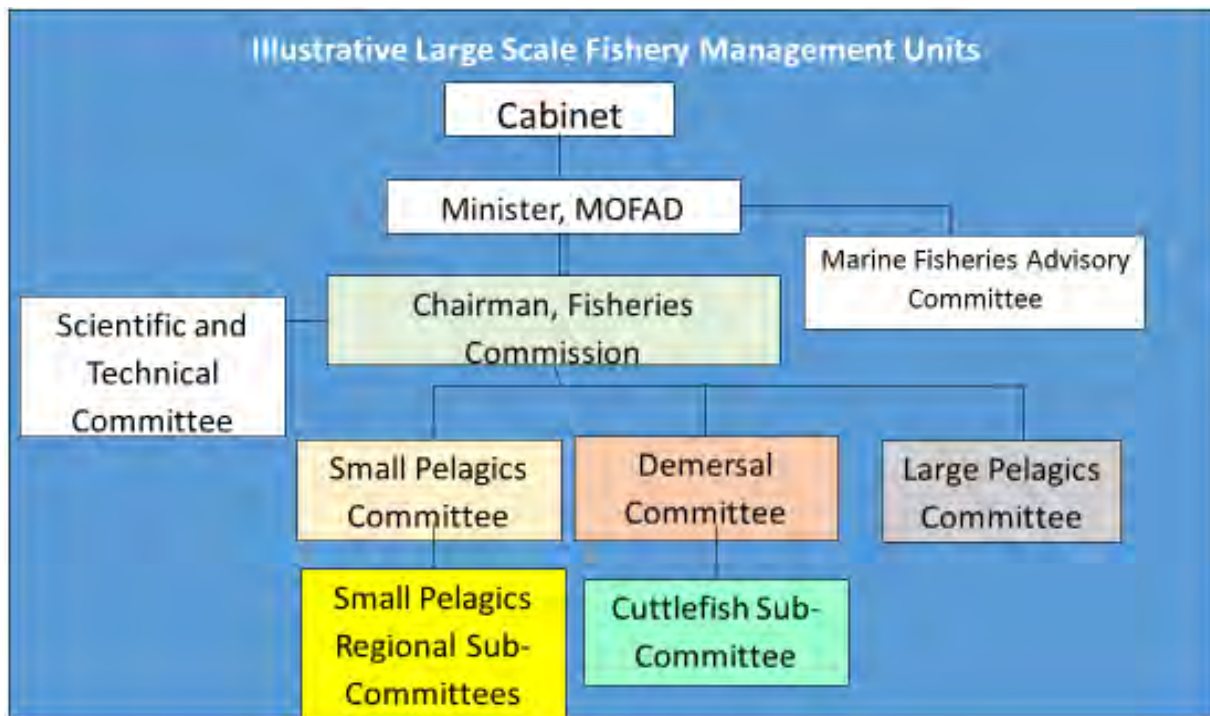 Illustrative Large Scale Fishery Management Units
Cabinet
Minister, MOFAD
Marine Fisheries Advisory
Committee
Chairman, Fisheries
Commission
Scientific and
Technical
Committee
Small Pelagics
Committee
Demersal
Committee
Large Pelagics
Committee
Small Pelagics
Regional Sub-
Committees
Cuttlefish Sub-
Committee